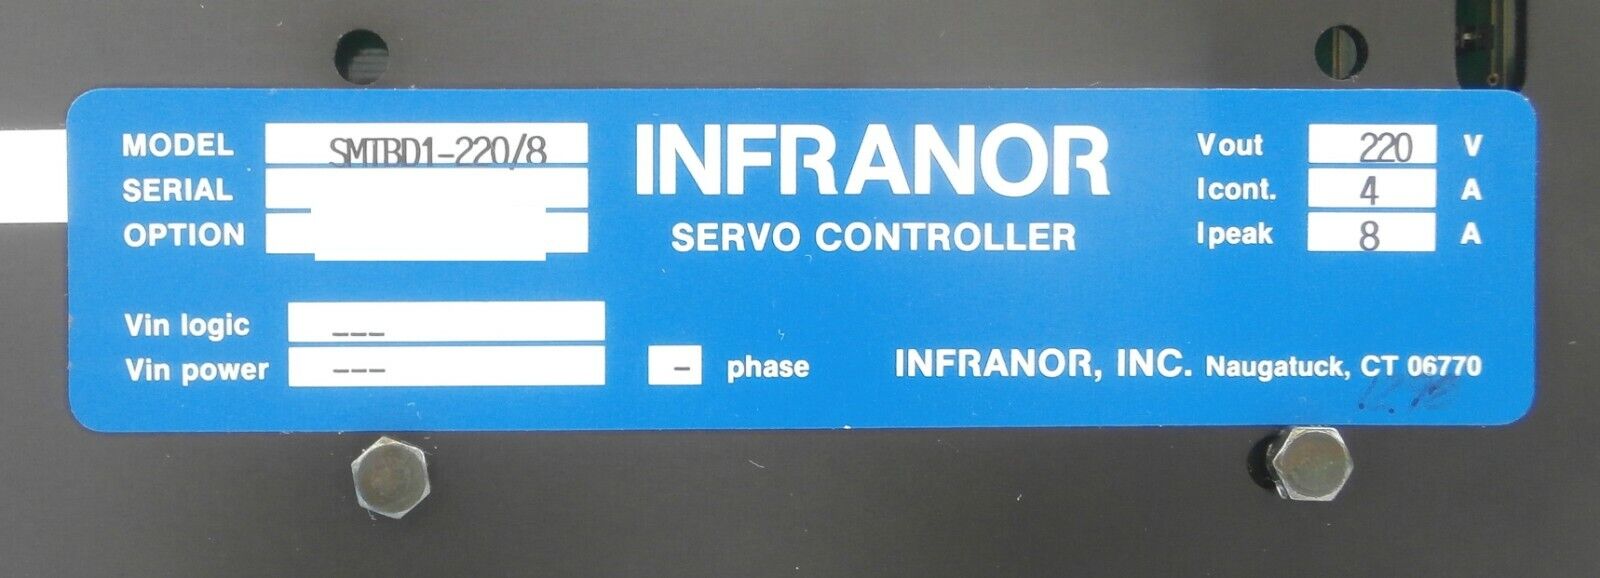 MODEL SMTBD1-220/8
SERIAL
OPTION
INFRANOR
SERVO CONTROLLER
Vout 220 V
Icont. 4 A
Ipeak 8 A
Vin logic ---
Vin power --- - phase
INFRANOR, INC. Naugatuck, CT 06770